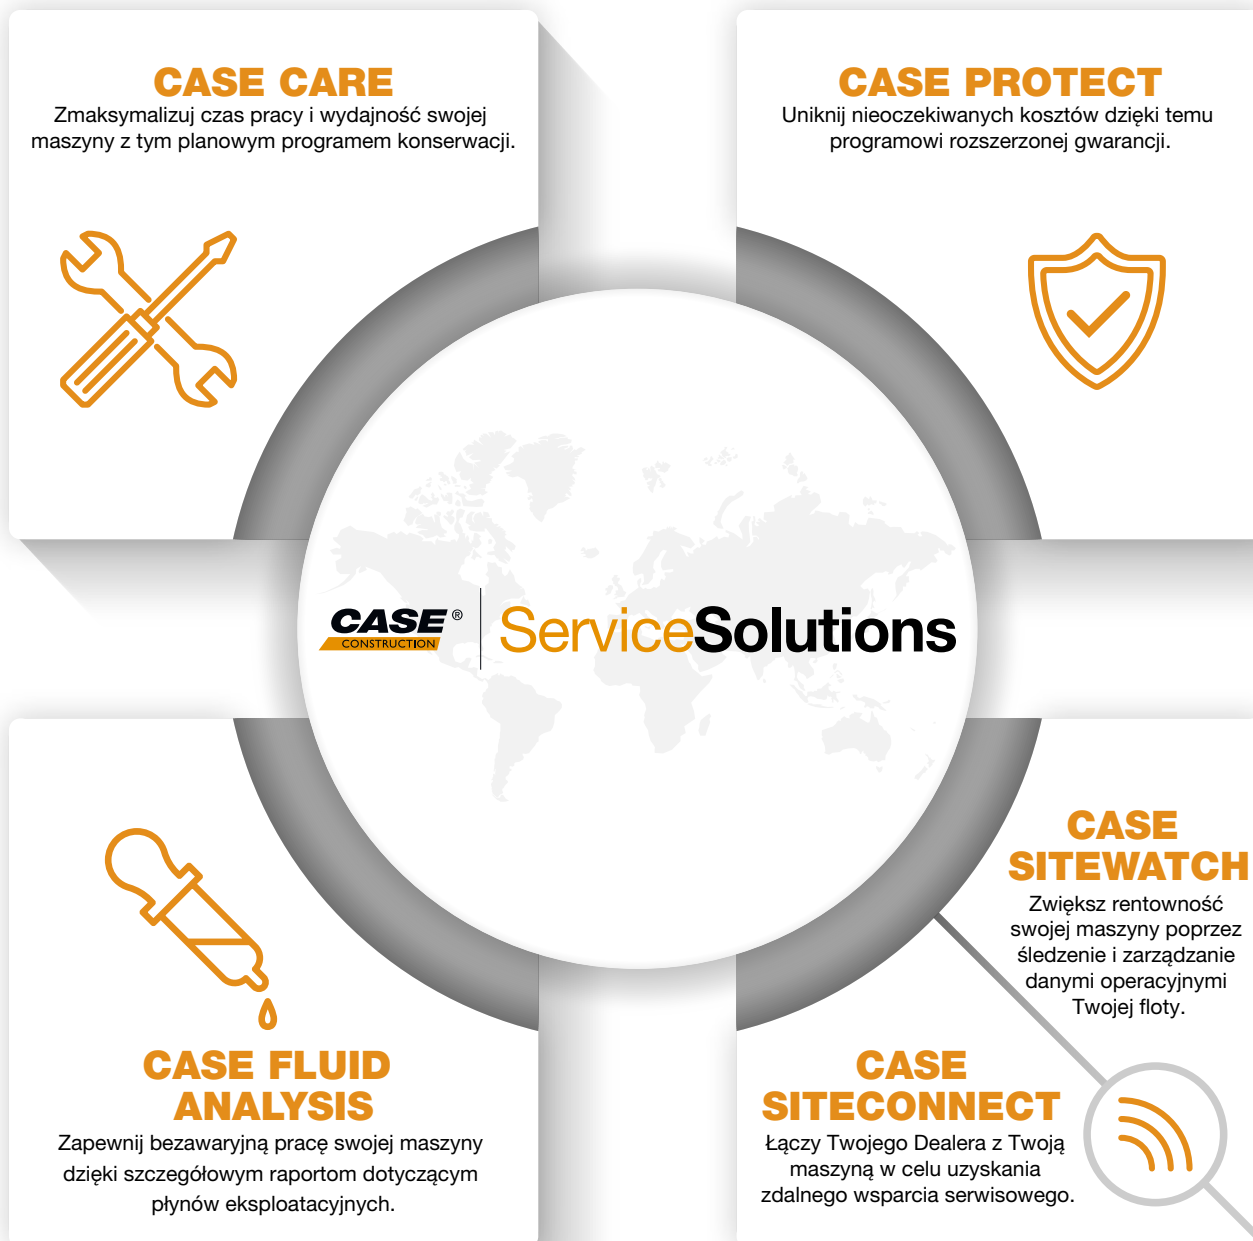 CASE CARE
Zmaksymalizuj czas pracy i wydajność swojej
maszyny z tym planowym programem konserwacji.
CASE PROTECT
Uniknij nieoczekiwanych kosztów dzięki temu
programowi rozszerzonej gwarancji.
CASE®
CONSTRUCTION
ServiceSolutions
CASE FLUID
ANALYSIS
Zapewnij bezawaryjną pracę swojej maszyny
dzięki szczegółowym raportom dotyczącym
płynów eksploatacyjnych.
CASE
SITEWATCH
Zwiększ rentowność
swojej maszyny poprzez
śledzenie i zarządzanie
danymi operacyjnymi
Twojej floty.
CASE
SITECONNECT
Łączy Twojego Dealera z Twoją
maszyną w celu uzyskania
zdalnego wsparcia serwisowego.